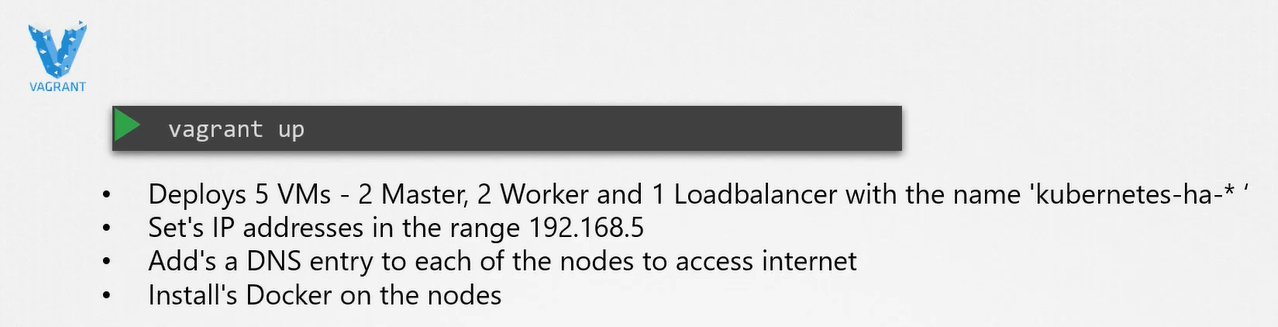 VAGRANT
vagrant up
• Deploys 5 VMs - 2 Master, 2 Worker and 1 Loadbalancer with the name 'kubernetes-ha-* ‘
• Set's IP addresses in the range 192.168.5
• Add's a DNS entry to each of the nodes to access internet
• Install's Docker on the nodes